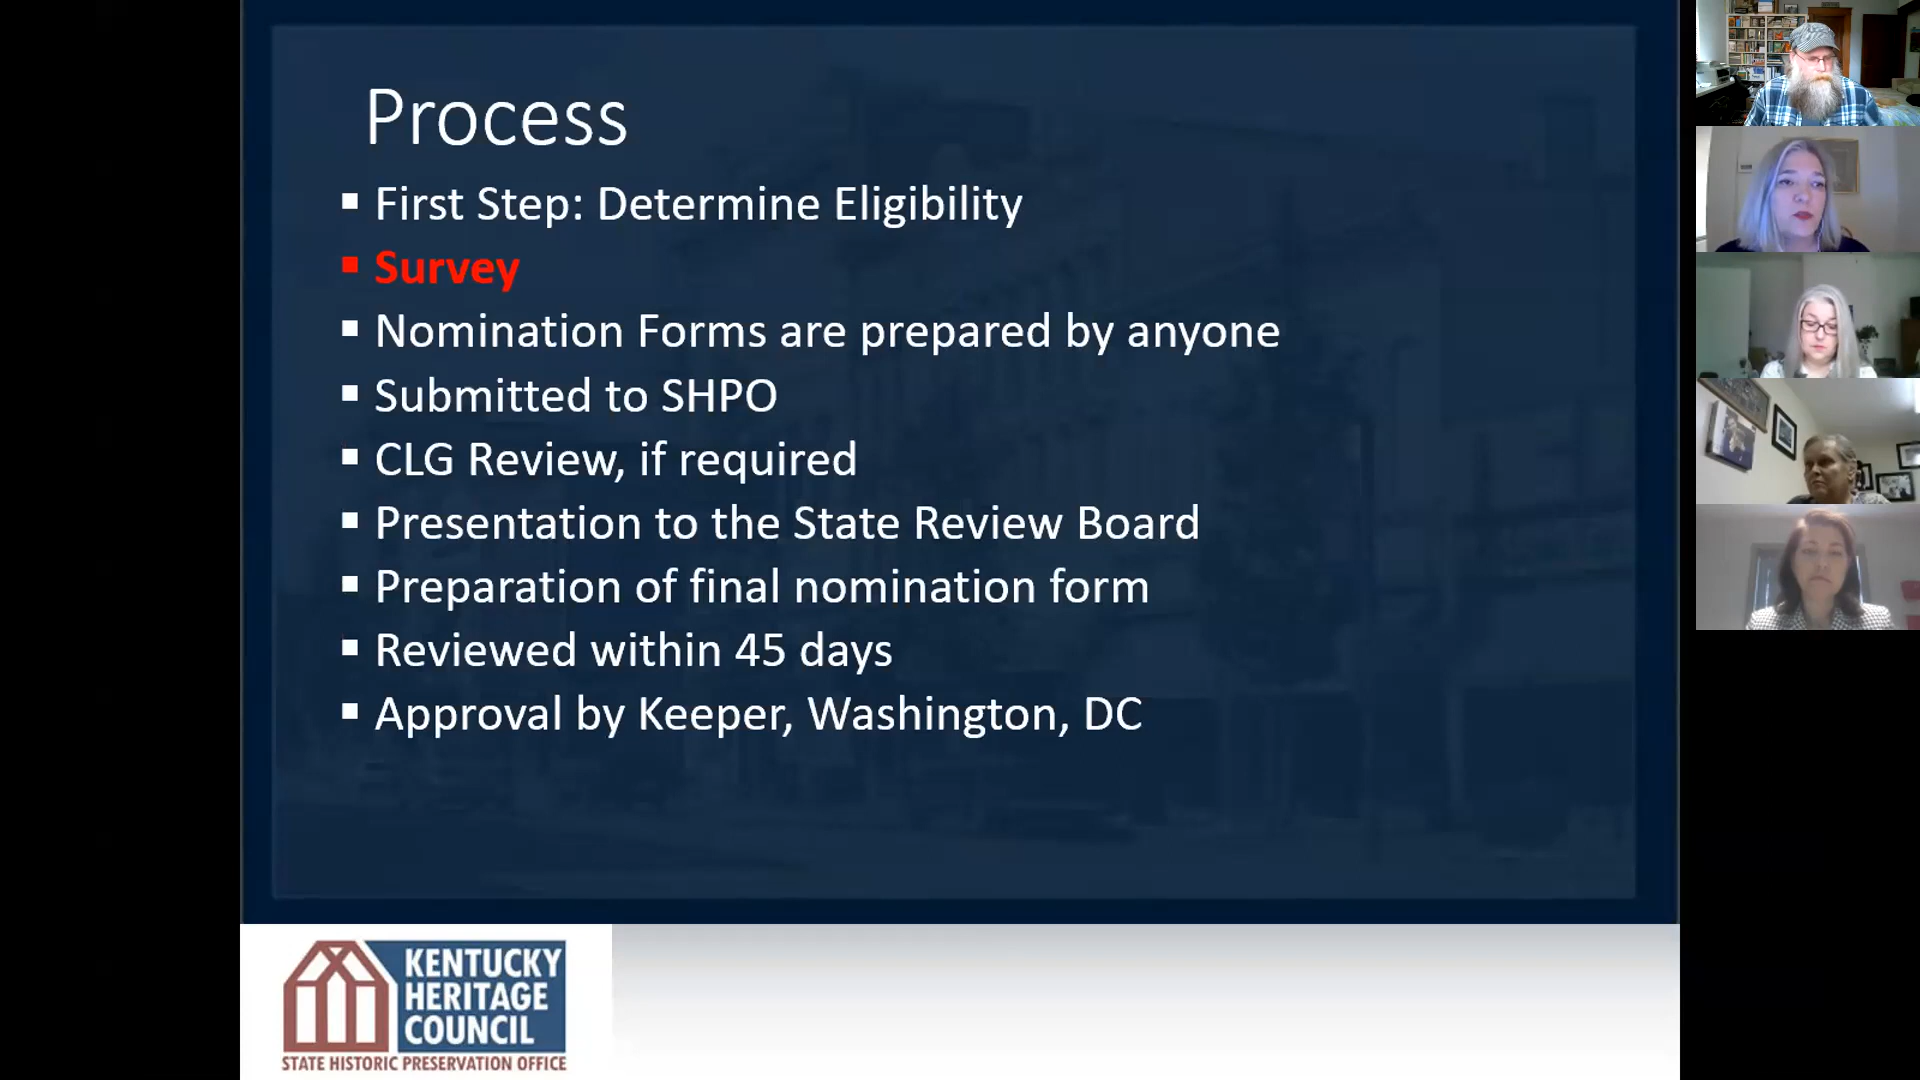 Process
▪ First Step: Determine Eligibility
▪ Survey
▪ Nomination Forms are prepared by anyone
▪ Submitted to SHPO
▪ CLG Review, if required
▪ Presentation to the State Review Board
▪ Preparation of final nomination form
▪ Reviewed within 45 days
▪ Approval by Keeper, Washington, DC
KENTUCKY
HERITAGE
COUNCIL
STATE HISTORIC PRESERVATION OFFICE